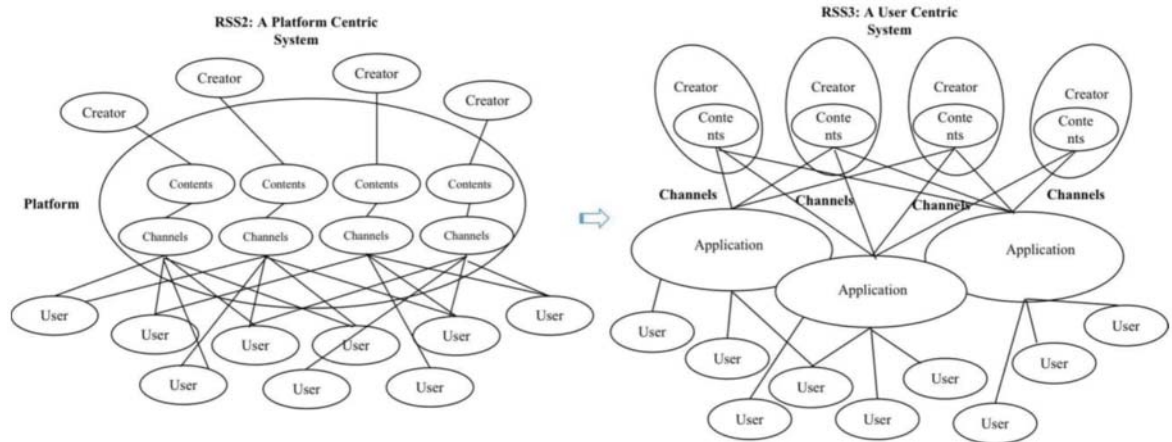 RSS2: A Platform Centric
System
Creator
Creator
Creator
Creator
Platform
Contents
Contents
Contents
Contents
Channels
Channels
Channels
Channels
User
User
User
User
User
User
User
User
User
RSS3: A User Centric
System
Creator
Creator
Creator
Creator
Conte
nts
Conte
nts
Conte
nts
Conte
nts
Channels
Channels
Channels
Channels
Application
Application
Application
User
User
User
User
User
User
User
User
User